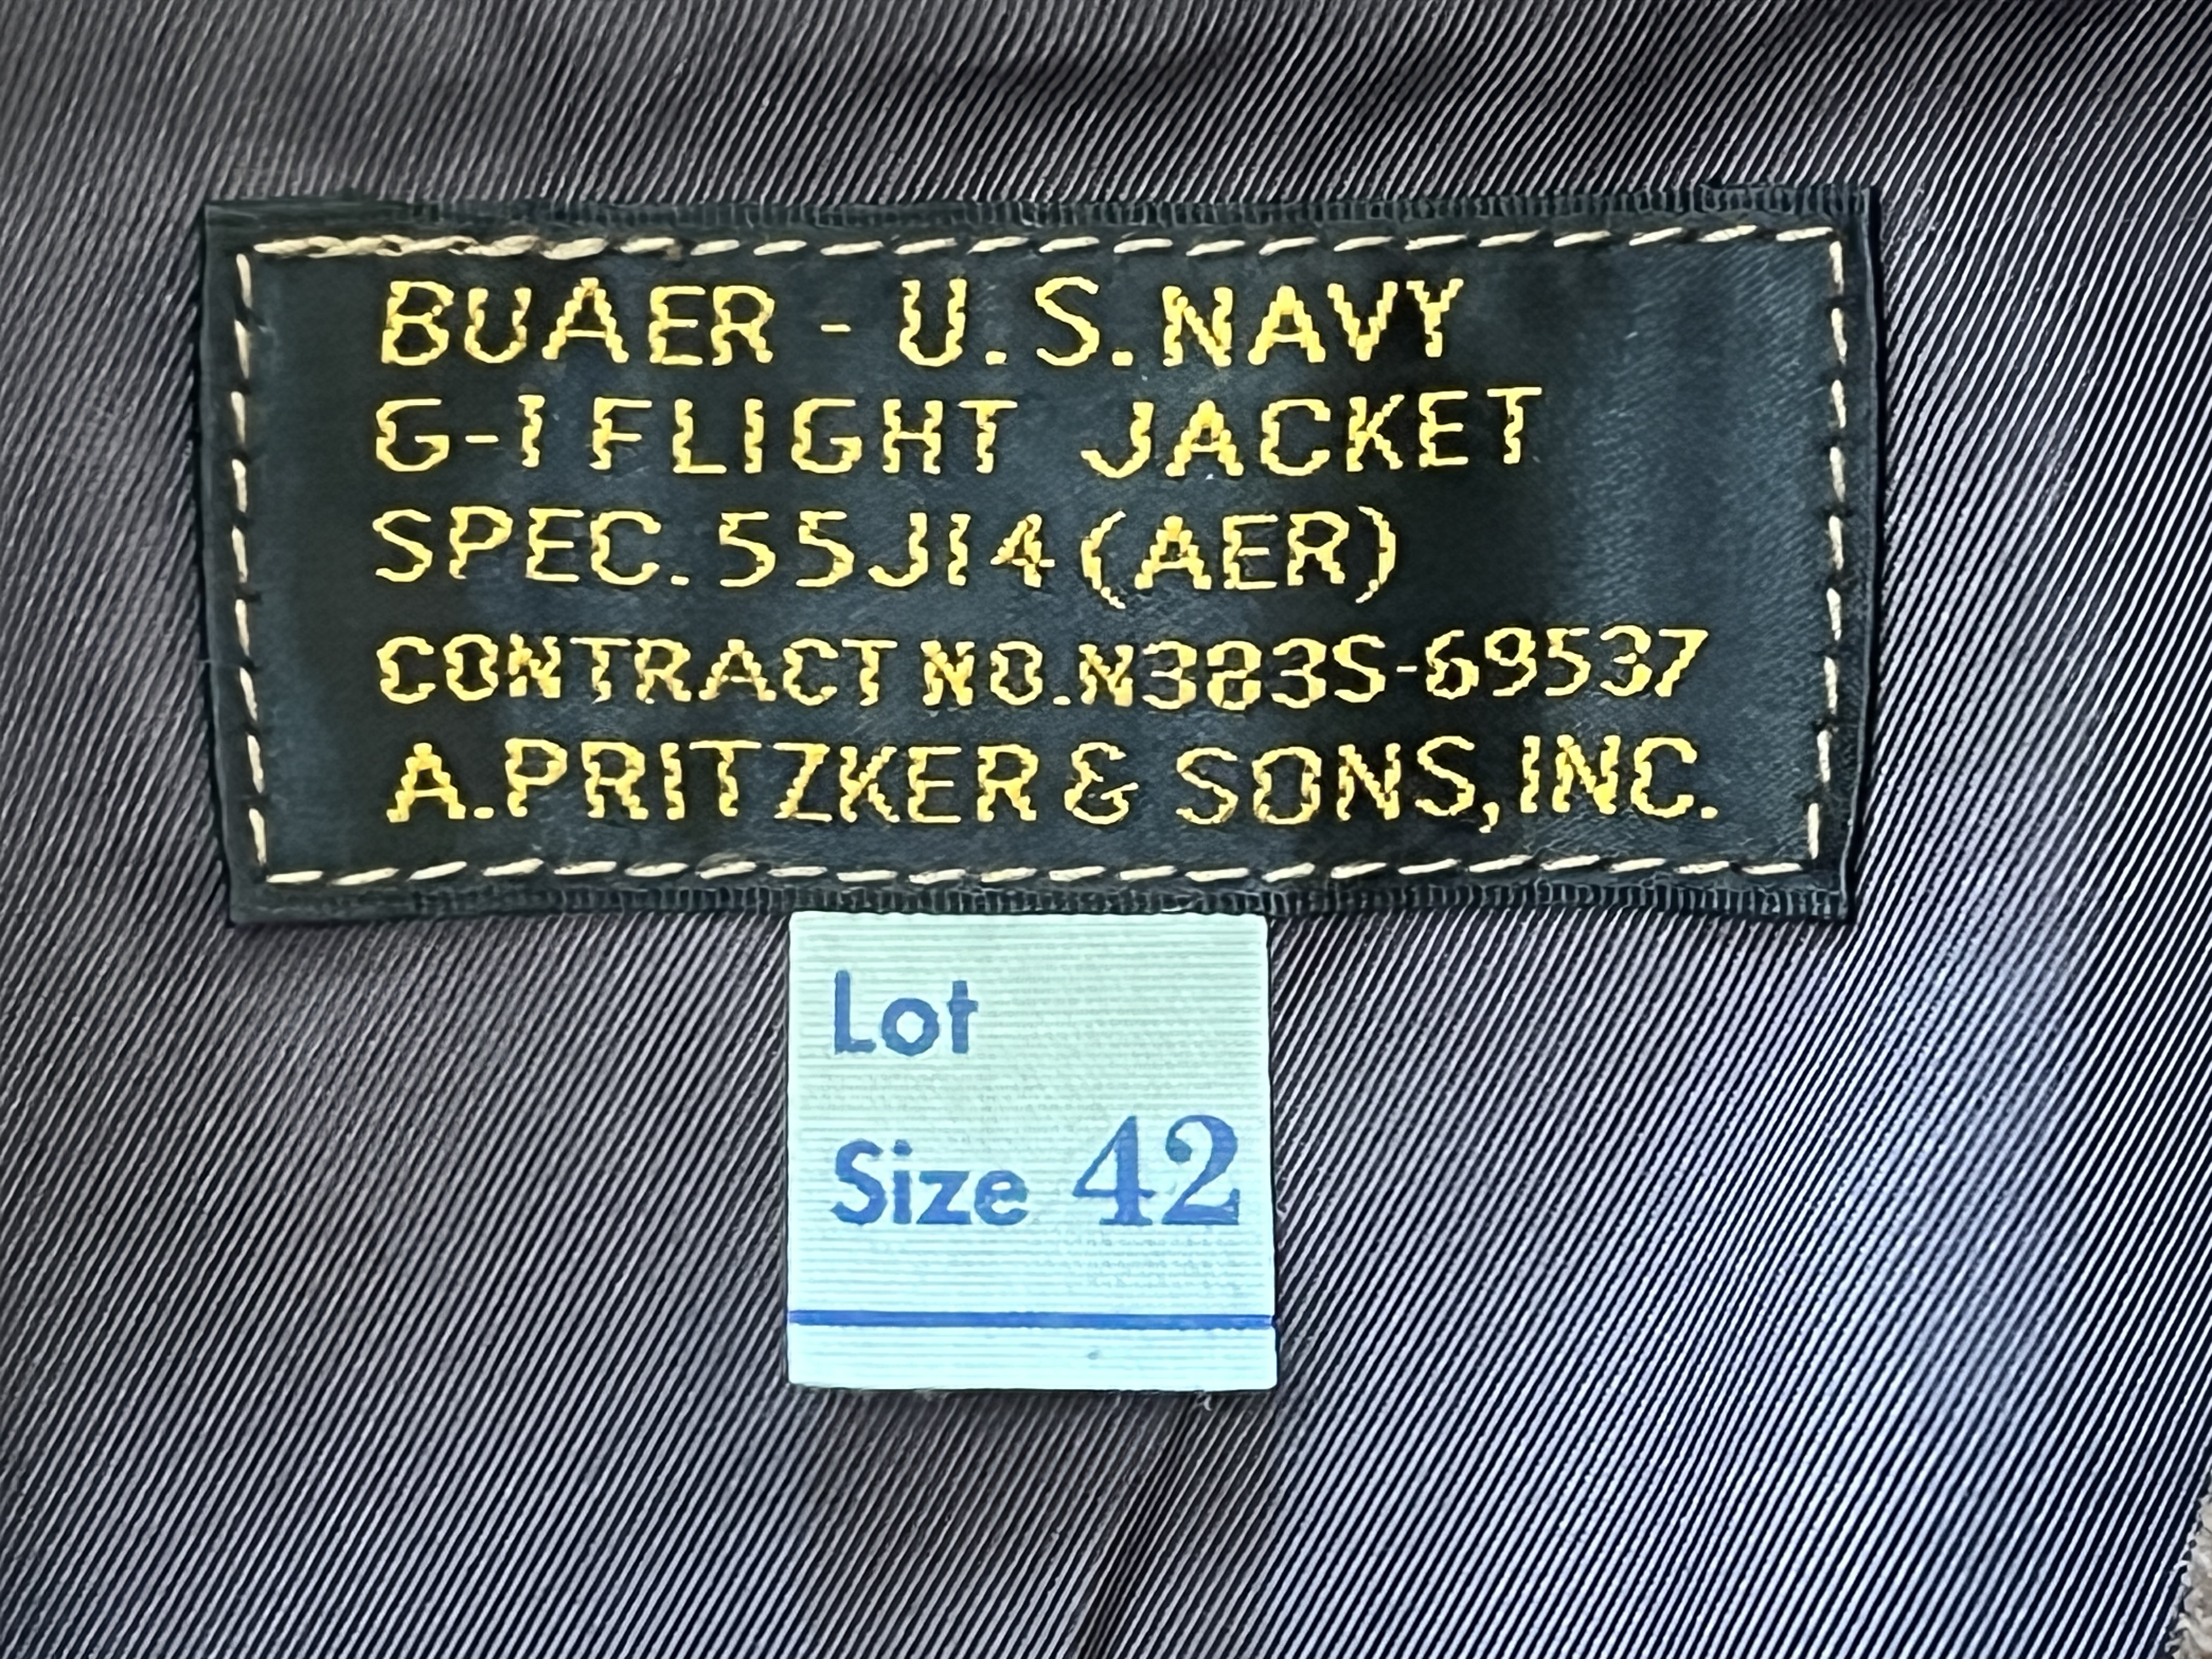 BUAER - U.S. NAVY
G-1 FLIGHT JACKET
SPEC. 55J14 (AER)
CONTRACT NO. N383S-69537
A. PRITZKER & SONS, INC.
Lot
Size 42